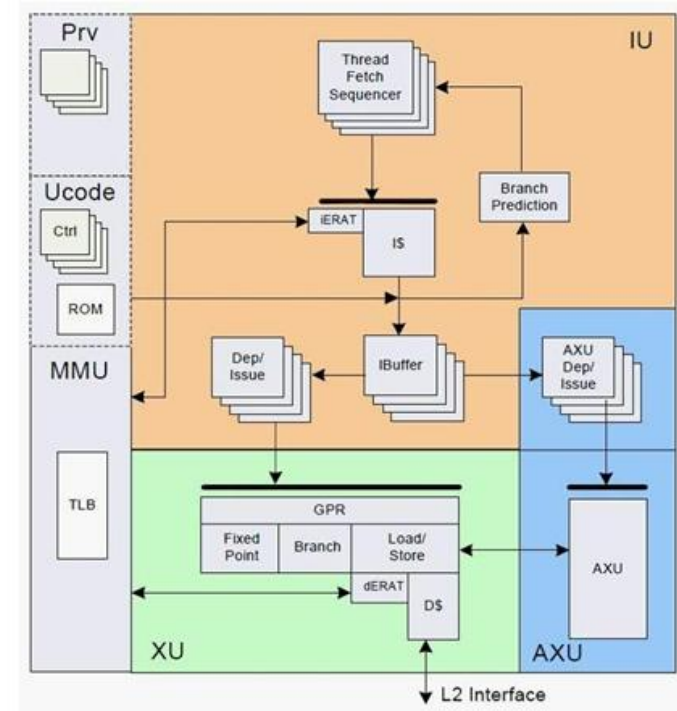 Prv
IU
Thread
Fetch
Sequencer
Branch
Prediction
Ucode
Ctrl
ROM
iERAT
I$
MMU
TLB
Dep/
Issue
IBuffer
AXU
Dep/
Issue
GPR
Fixed
Point
Branch
Load/
Store
dERAT
D$
XU
AXU
AXU
L2 Interface